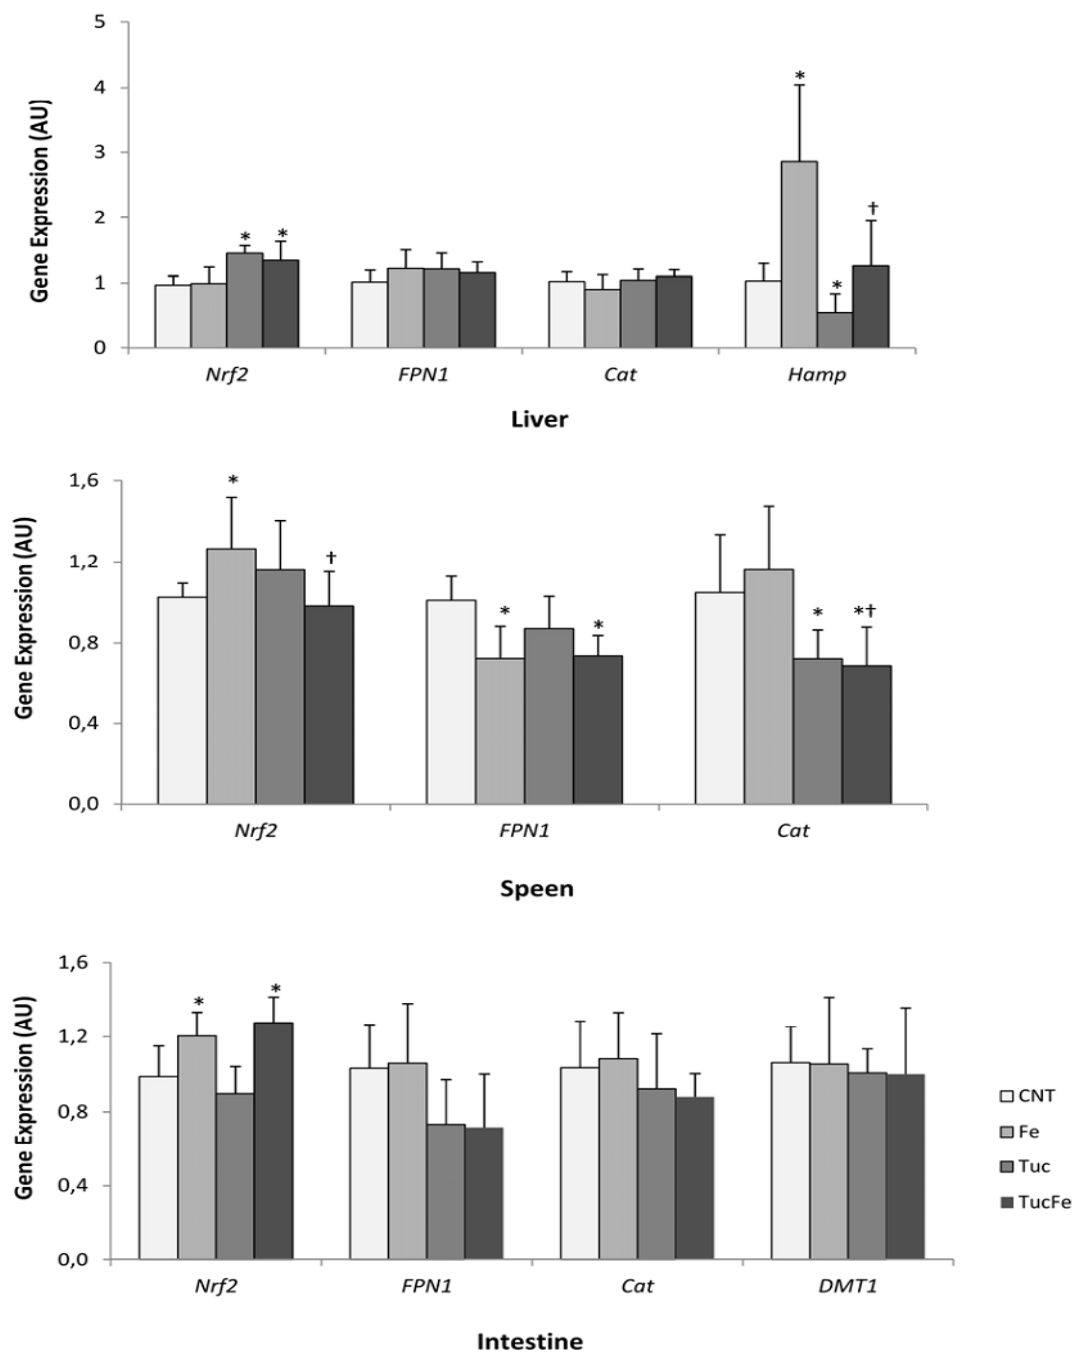 5
4
3
2
1
0
Gene Expression (AU)
* * * * †
Nrf2 FPN1 Cat Hamp
Liver
1,6
1,2
0,8
0,4
0,0
Gene Expression (AU)
* † * * * *†
Nrf2 FPN1 Cat
Speen
1,6
1,2
0,8
0,4
0,0
Gene Expression (AU)
* *
Nrf2 FPN1 Cat DMT1
Intestine
CNT
Fe
Tuc
TucFe